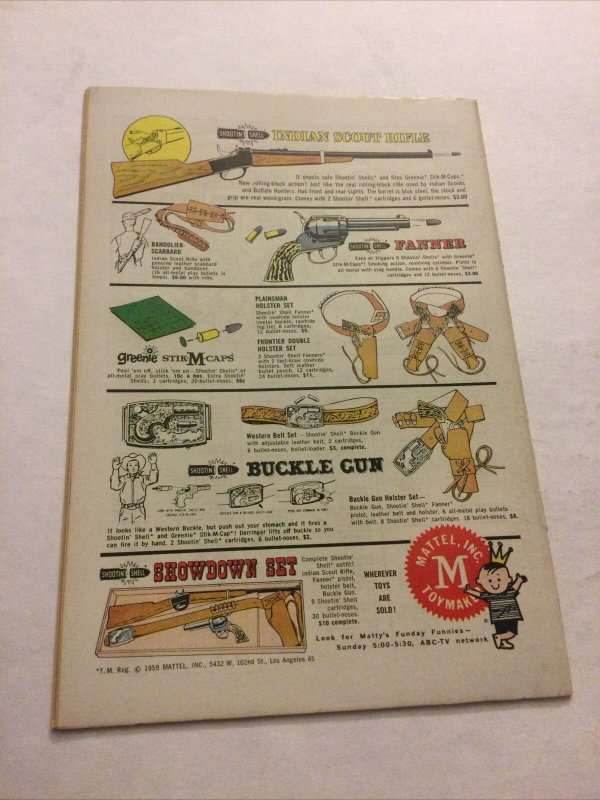 SHOOTIN' SHELL INDIAN SCOUT RIFLE
It shoots safe Shootin' Shells* and fires Greenie* Stik-M-Caps.*
New rolling-block action! Just like the real rolling-block rifle used by Indian Scouts
and Buffalo Hunters. Has front and rear sights. The barrel is blue steel, the stock and
grip are real wood-grain. Comes with 2 Shootin' Shell* cartridges and 6 bullet-noses. $3.00
BANDOLIER
SCABBARD
Indian Scout Rifle with
genuine leather scabbard
holster and bandolier
(16 all-metal play bullets in
loops). $6.00 with rifle.
SHOOTIN' SHELL FANNER
Fans or triggers 6 Shootin' Shells* with Greenie*
Stik-M-Caps*! Smoking action, revolving cylinder. Pistol is
all metal with stag handle. Comes with 6 Shootin' Shell*
cartridges and 12 bullet-noses. $3.00
greenie STIK-M-CAPS
Peel 'em off, stick 'em on—Shootin' Shells* or
all-metal play bullets. 10c a box. Extra Shootin'
Shells: 3 cartridges, 30 bullet-noses. 59c
PLAINSMAN
HOLSTER SET
Shootin' Shell Fanner*
with cowhide holster
(metal buckle, rawhide
leg-tie), 6 cartridges,
12 bullet-noses. $5.
FRONTIER DOUBLE
HOLSTER SET
2 Shootin' Shell Fanners*
with 2 fast-draw cowhide
holsters. Soft leather
bullet pouch, 12 cartridges,
24 bullet-noses. $11.
Western Belt Set — Shootin' Shell* Buckle Gun
with adjustable leather belt, 2 cartridges,
6 bullet-noses, bullet-loader. $3. complete.
SHOOTIN' SHELL BUCKLE GUN
It looks like a Western Buckle, but push out your stomach and it fires a
Shootin' Shell* and Greenie* Stik-M-Cap*! Derringer lifts off buckle so you
can fire it by hand. 2 Shootin' Shell* cartridges, 6 bullet-noses. $2.
Buckle Gun Holster Set—
Buckle Gun, Shootin' Shell* Fanner*
pistol, leather belt and holster. 6 all-metal play bullets
with belt, 8 Shootin' Shell* cartridges. 18 bullet-noses. $8.
SHOOTIN' SHELL SHOWDOWN SET
Complete Shootin'
Shell* outfit!
Indian Scout Rifle,
Fanner* pistol,
holster belt,
Buckle Gun,
9 Shootin' Shell
cartridges,
30 bullet-noses.
$10 complete.
WHEREVER
TOYS
ARE
SOLD!
MATTEL, INC.
M
TOYMAKERS
®
Look for Matty's Funday Funnies—
Sunday 5:00-5:30, ABC-TV network
*T.M. Reg. © 1959 MATTEL, INC., 5432 W. 102nd St., Los Angeles 45